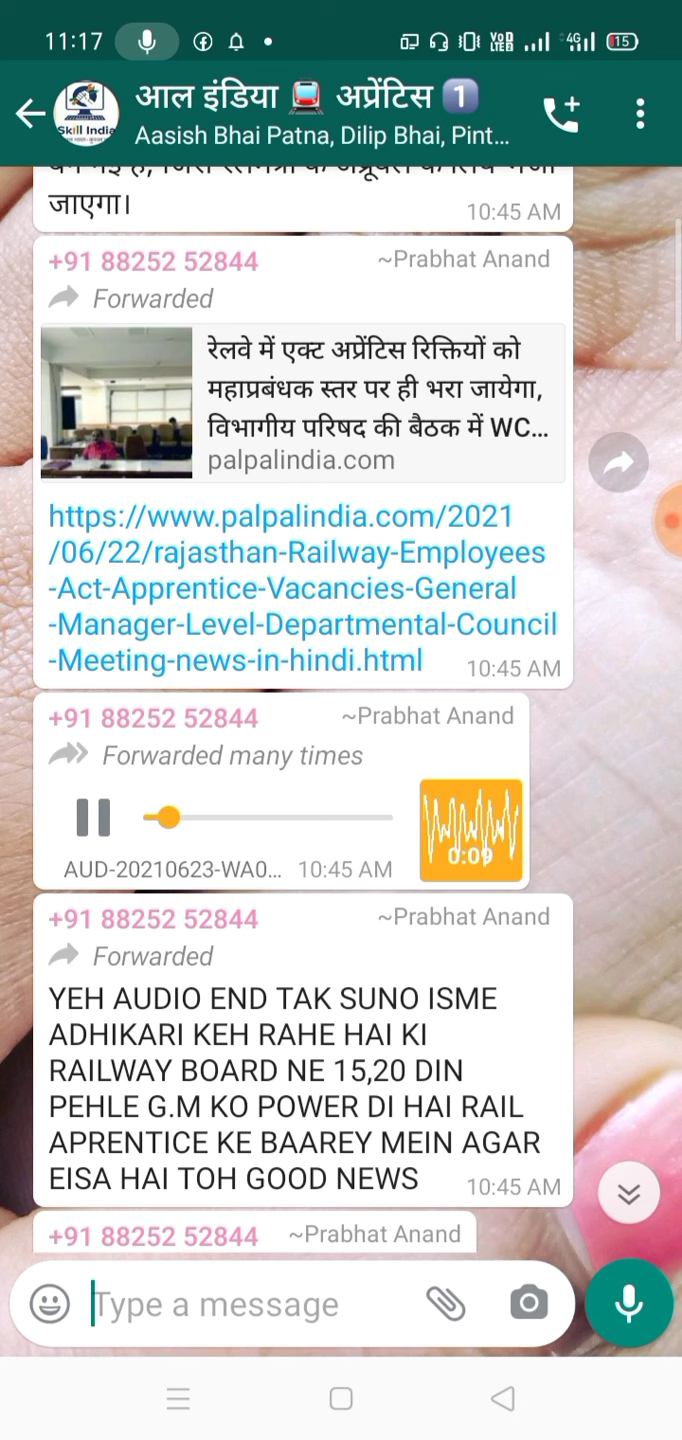 11:17
4G
15
आल इंडिया 🚆 अप्रेंटिस 1
Skill India
Aasish Bhai Patna, Dilip Bhai, Pint...
जाएगा।
10:45 AM
+91 88252 52844 ~Prabhat Anand
Forwarded
रेलवे में एक्ट अप्रेंटिस रिक्तियों को
महाप्रबंधक स्तर पर ही भरा जायेगा,
विभागीय परिषद की बैठक में WC...
palpalindia.com
https://www.palpalindia.com/2021
/06/22/rajasthan-Railway-Employees
-Act-Apprentice-Vacancies-General
-Manager-Level-Departmental-Council
-Meeting-news-in-hindi.html 10:45 AM
+91 88252 52844 ~Prabhat Anand
Forwarded many times
0:09
AUD-20210623-WA0... 10:45 AM
+91 88252 52844 ~Prabhat Anand
Forwarded
YEH AUDIO END TAK SUNO ISME
ADHIKARI KEH RAHE HAI KI
RAILWAY BOARD NE 15,20 DIN
PEHLE G.M KO POWER DI HAI RAIL
APRENTICE KE BAAREY MEIN AGAR
EISA HAI TOH GOOD NEWS 10:45 AM
+91 88252 52844 ~Prabhat Anand
Type a message